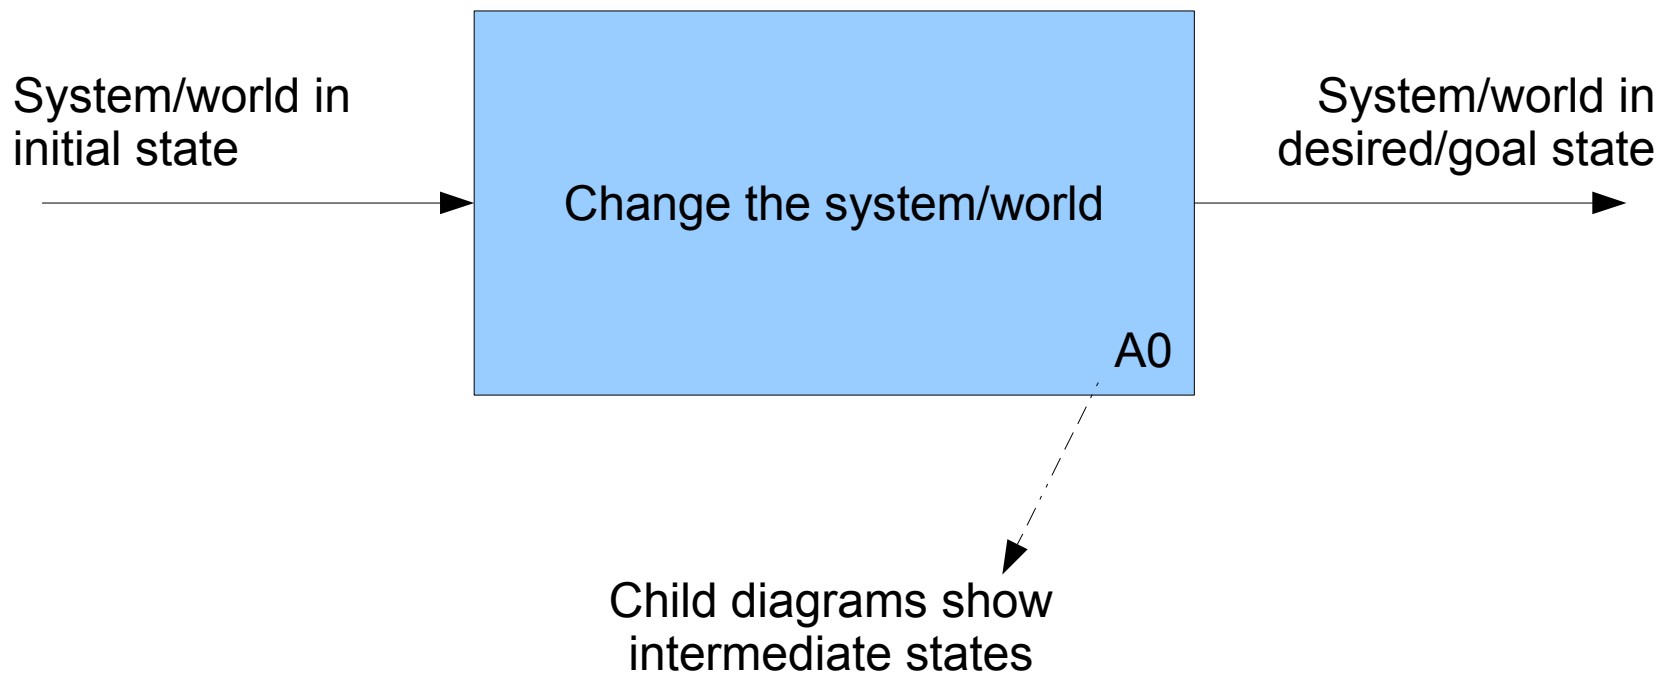 System/world in
initial state
Change the system/world
System/world in
desired/goal state
A0
Child diagrams show
intermediate states